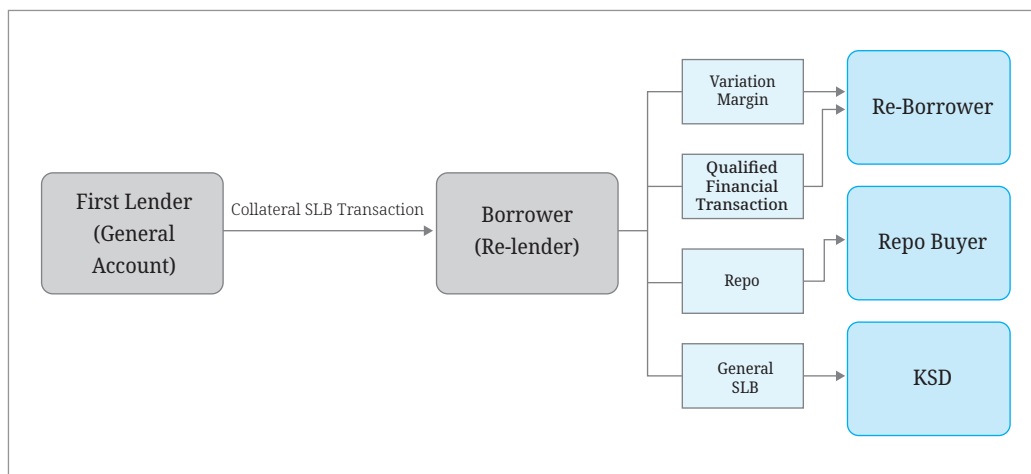 First Lender
(General
Account)
Collateral SLB Transaction
Borrower
(Re-lender)
Variation
Margin
Qualified
Financial
Transaction
Repo
General
SLB
Re-Borrower
Repo Buyer
KSD